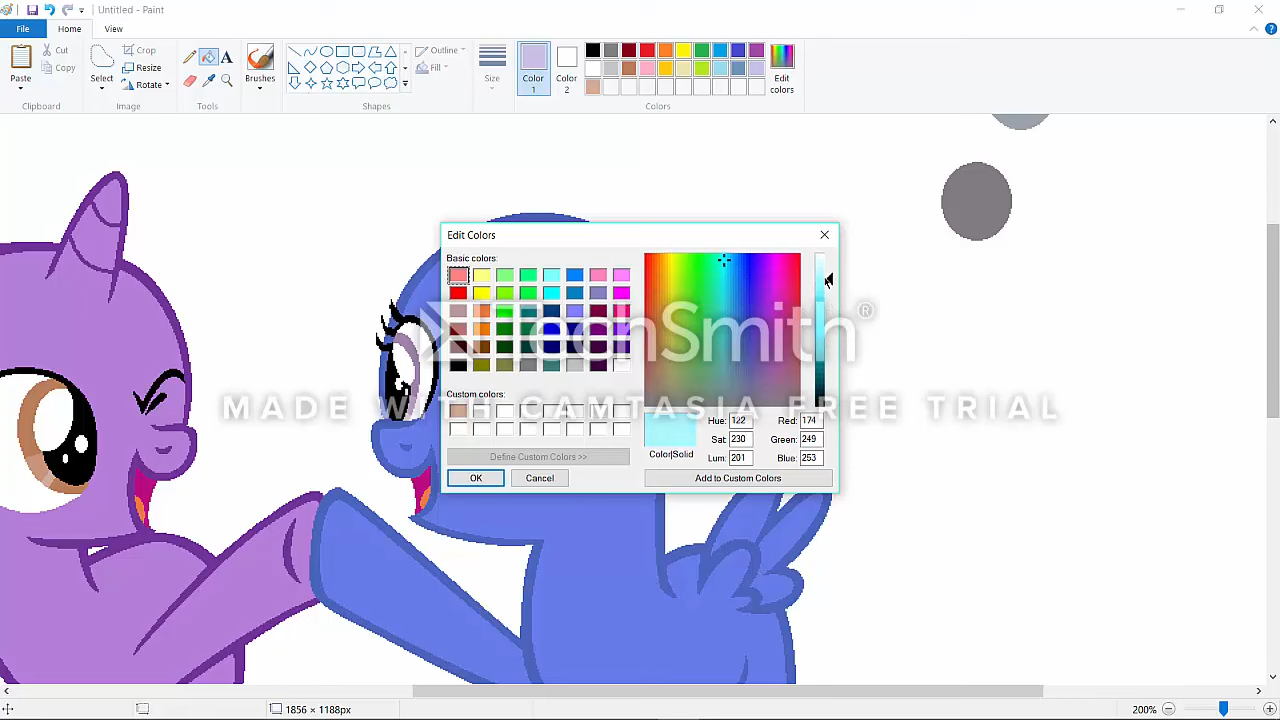 Untitled - Paint
File
Home
View
Paste
Cut
Copy
Clipboard
Select
Crop
Resize
Rotate
Image
A
Tools
Brushes
Outline
Fill
Shapes
Size
Color
1
Color
2
Edit
colors
Colors
Edit Colors
Basic colors:
TechSmith®
MADE WITH CAMTASIA FREE TRIAL
Custom colors:
Define Custom Colors >>
OK
Cancel
Color|Solid
Hue: 122
Sat: 230
Lum: 201
Red: 174
Green: 249
Blue: 253
Add to Custom Colors
1856 × 1188px
200%